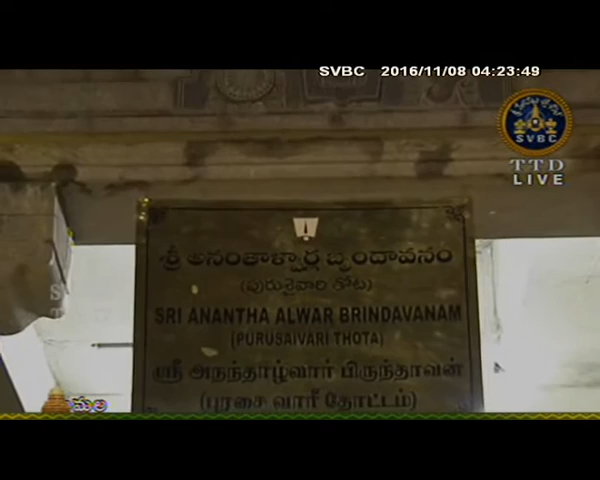 SVBC 2016/11/08 04:23:49
SVBC
TTD
LIVE
శ్రీ అనంతాళ్వార్ బృందావనం
(పురుశైవారి తోట)
SRI ANANTHA ALWAR BRINDAVANAM
(PURUSAIVARI THOTA)
ஸ்ரீ அநந்தாழ்வார் பிருந்தாவன்
(புரசை வாரி தோட்டம்)